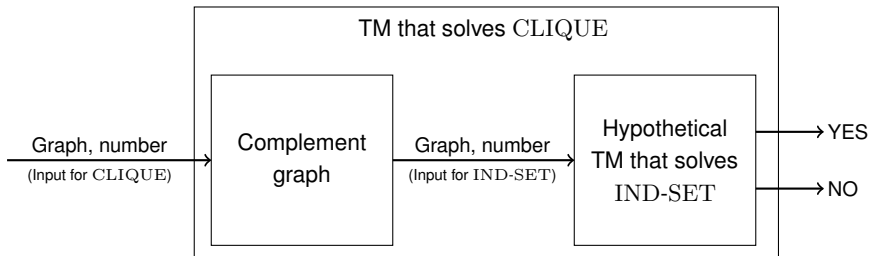 TM that solves CLIQUE
Graph, number
(Input for CLIQUE)
Complement
graph
Graph, number
(Input for IND-SET)
Hypothetical
TM that solves
IND-SET
YES
NO